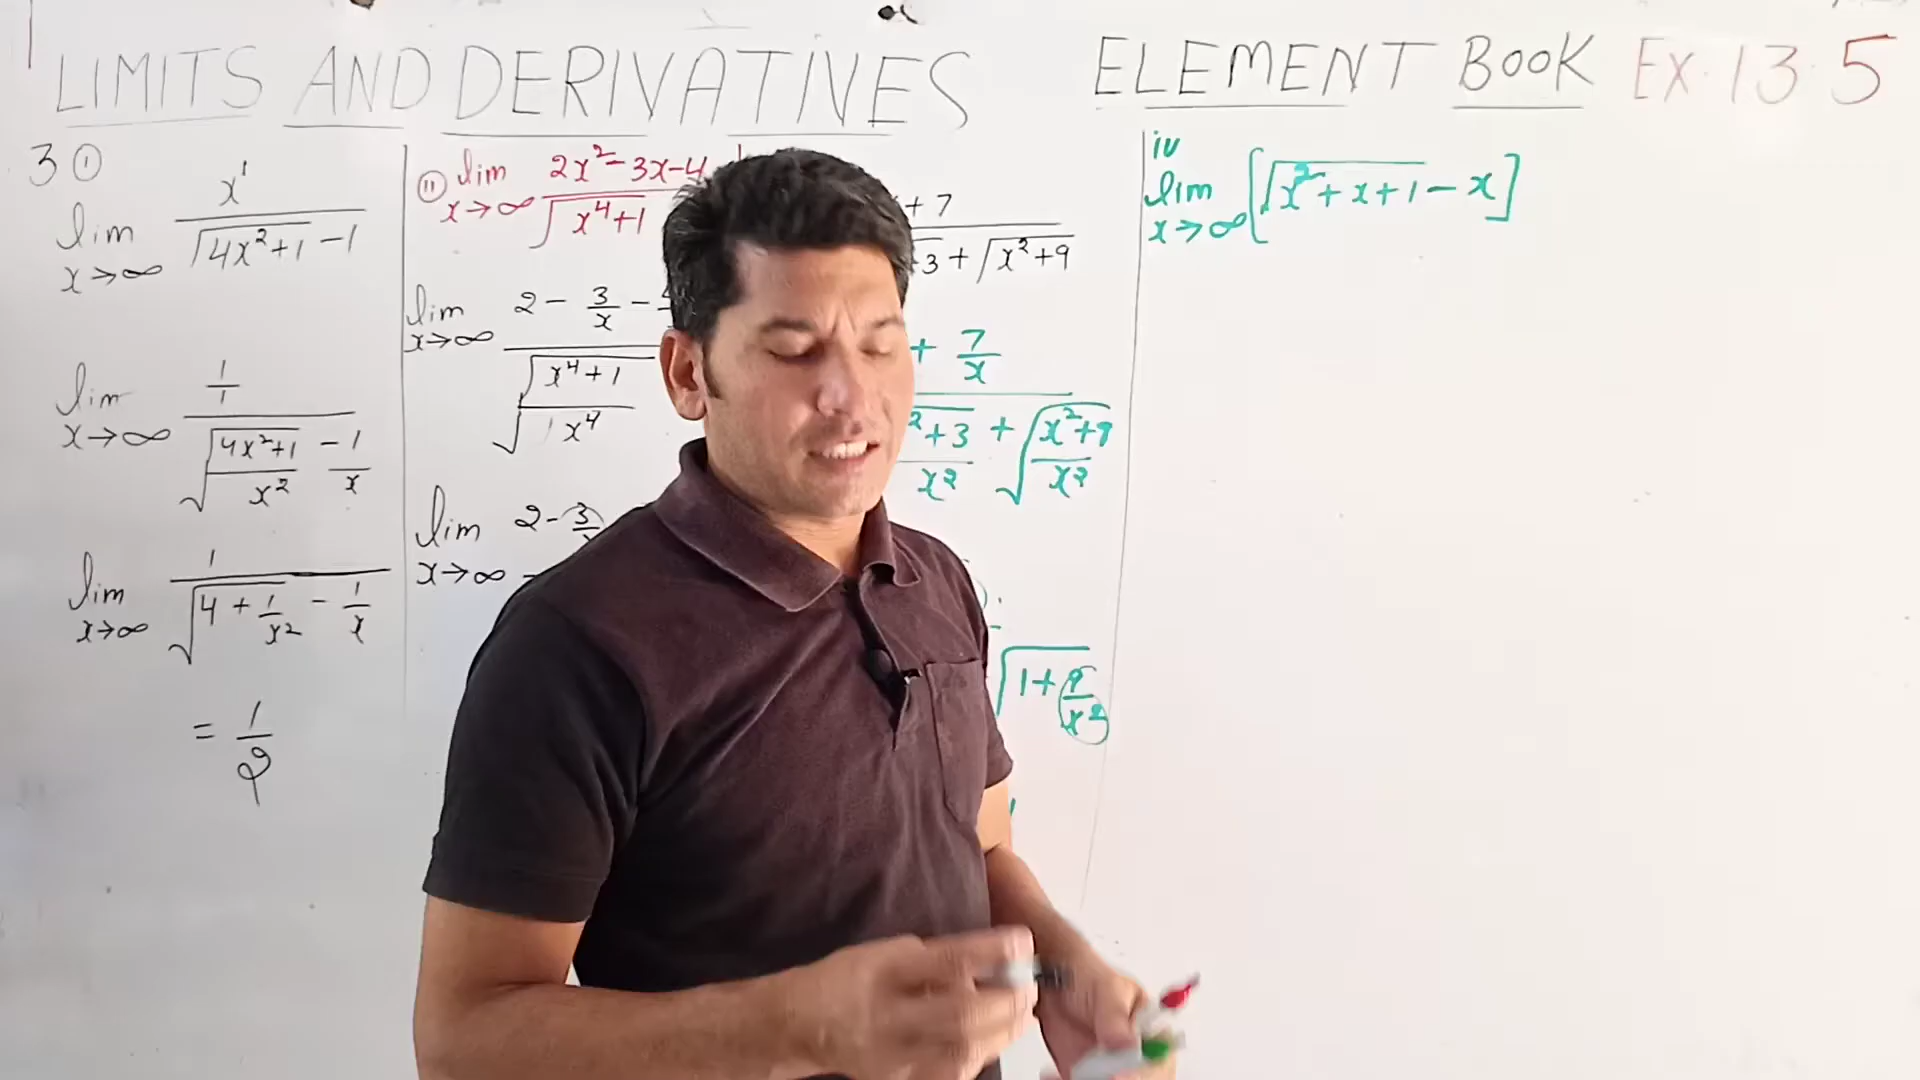 LIMITS AND DERIVATIVES ELEMENT BOOK EX. 13.5
3 (i)
lim x→∞ x¹ / √(4x²+1) - 1
lim x→∞ 1/1 / √((4x²+1)/x²) - 1/x
lim x→∞ 1 / √(4 + 1/x²) - 1/x
= 1/2
(ii) lim x→∞ 2x²-3x-4 / √(x⁴+1)
lim x→∞ 2 - 3/x - / √((x⁴+1)/x⁴)
lim x→∞ 2 - 3/
+ 7
3 + √(x²+9)
+ 7/x
²+3/x² + √((x²+9)/x²)
√(1 + 9/x²)
iv
lim x→∞ [√(x²+x+1) - x]